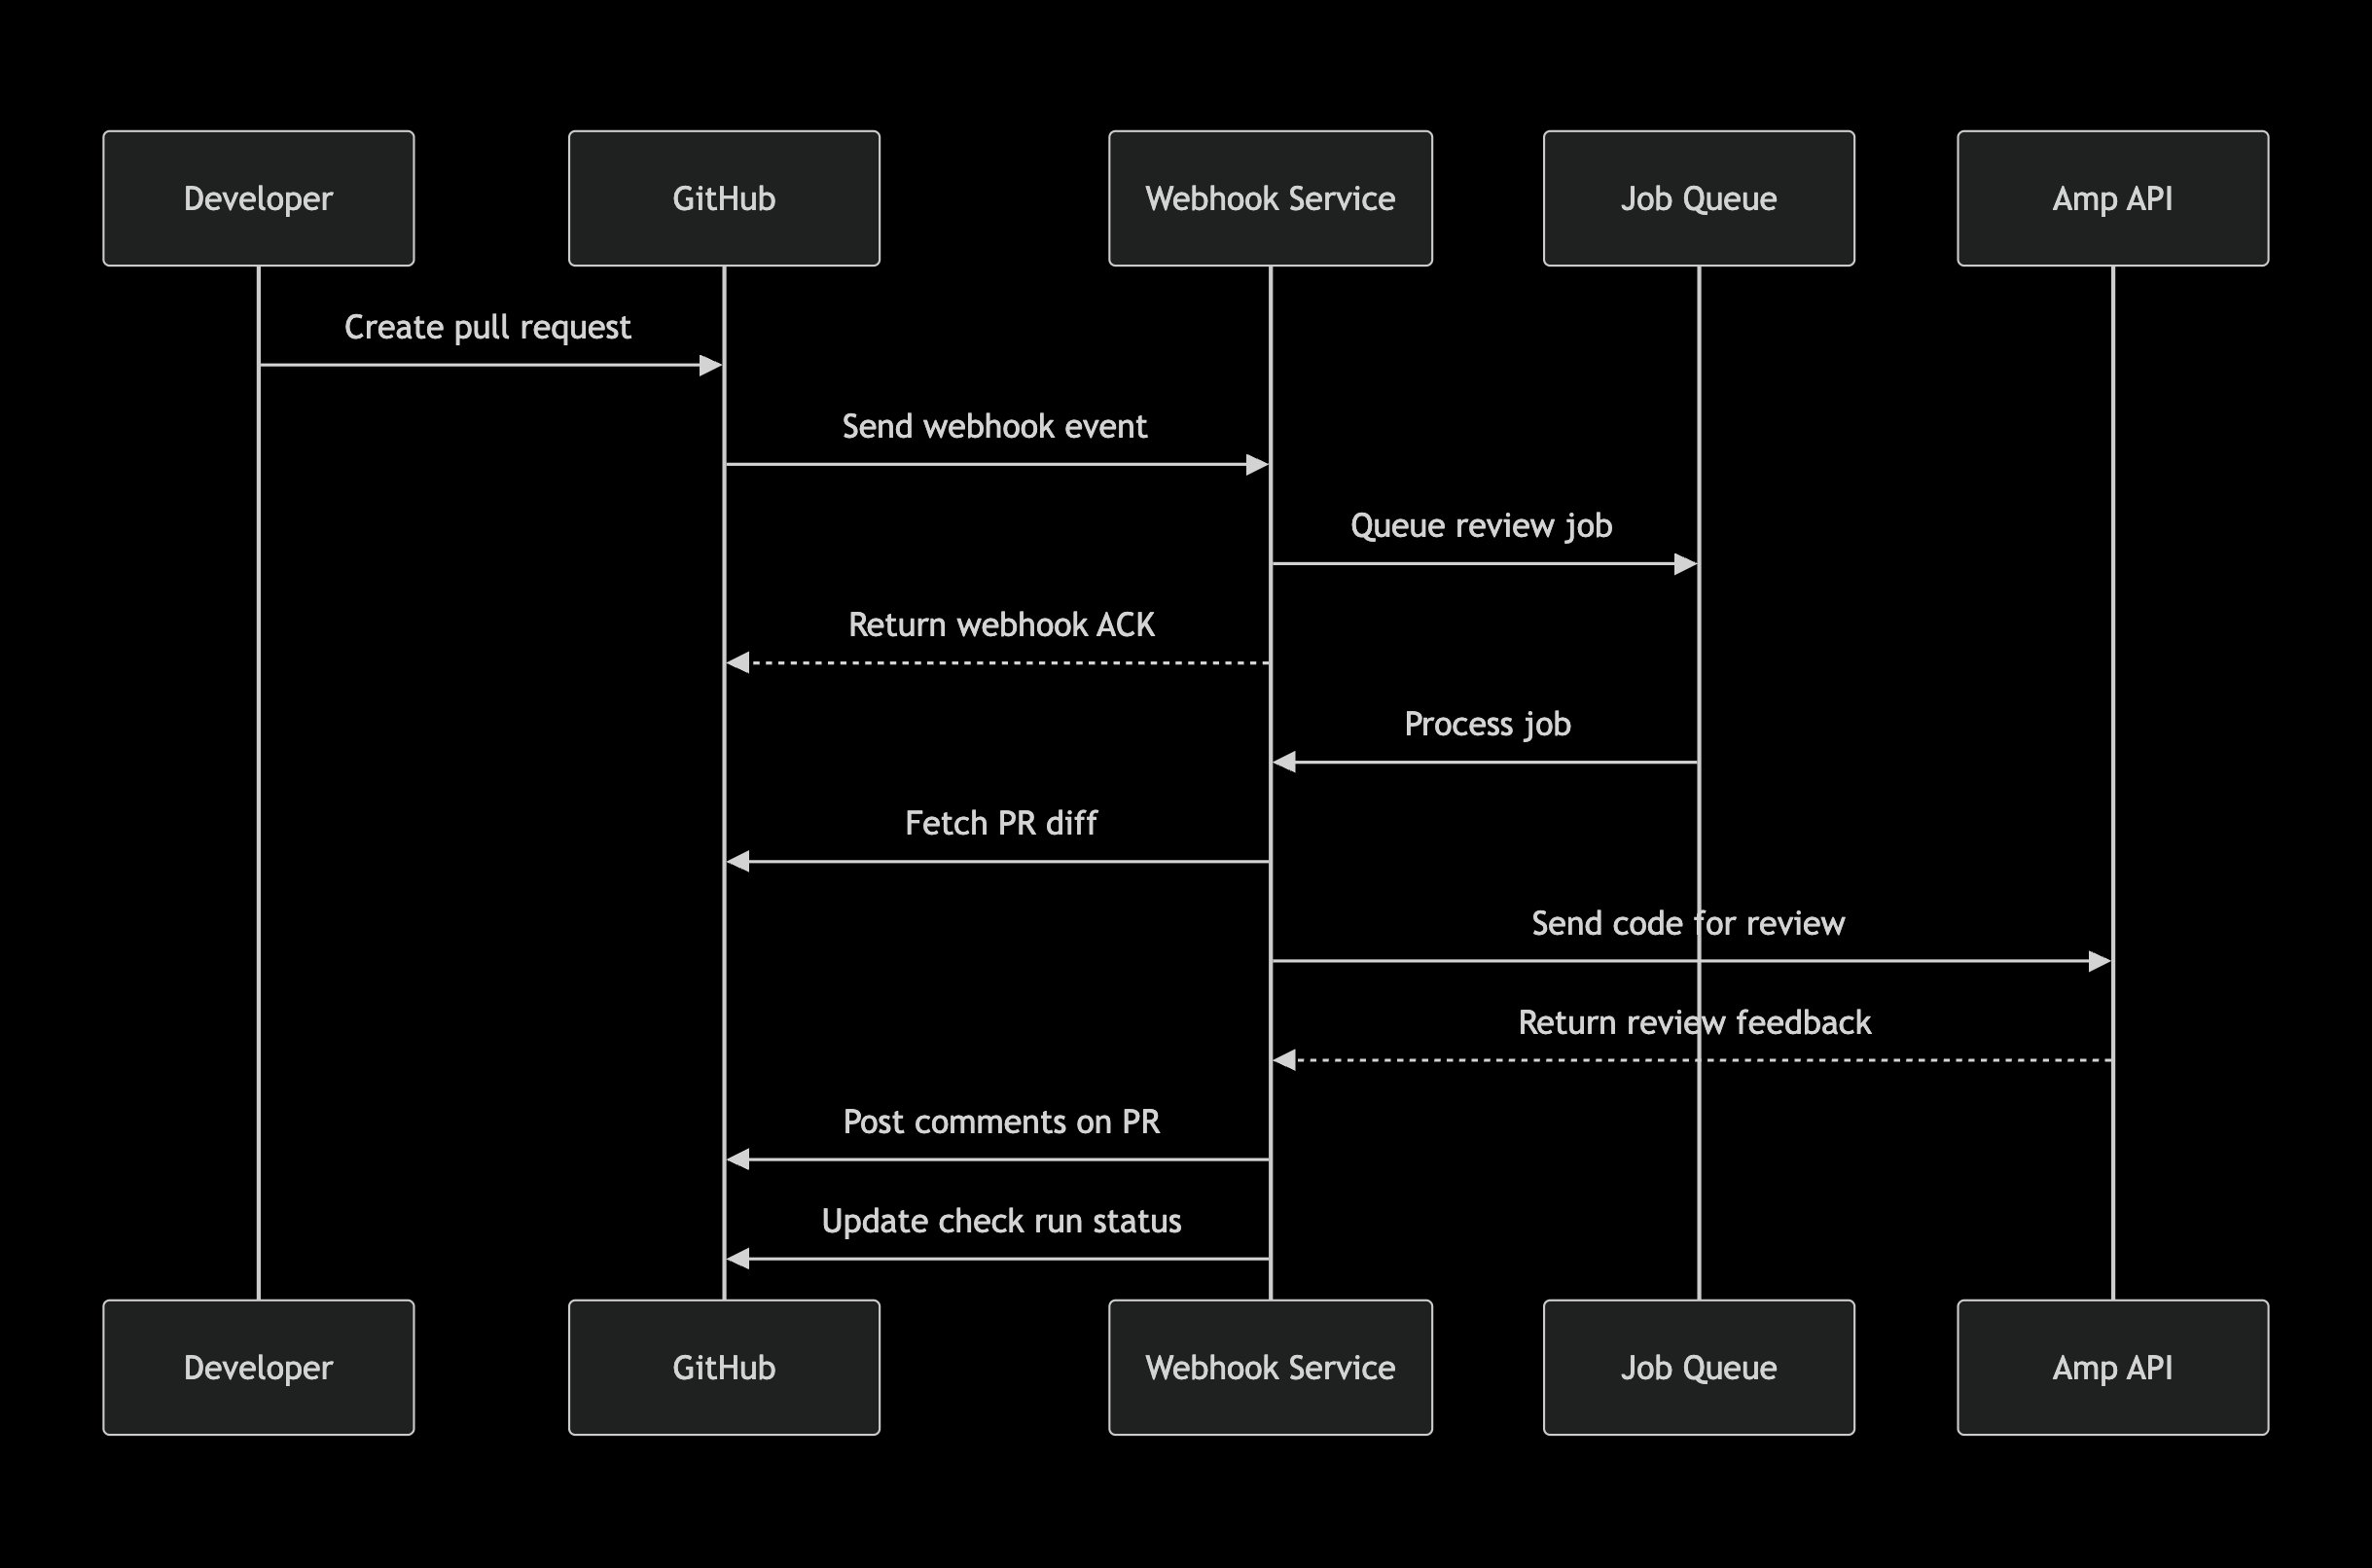 Developer
GitHub
Webhook Service
Job Queue
Amp API
Create pull request
Send webhook event
Queue review job
Return webhook ACK
Process job
Fetch PR diff
Send code for review
Return review feedback
Post comments on PR
Update check run status
Developer
GitHub
Webhook Service
Job Queue
Amp API